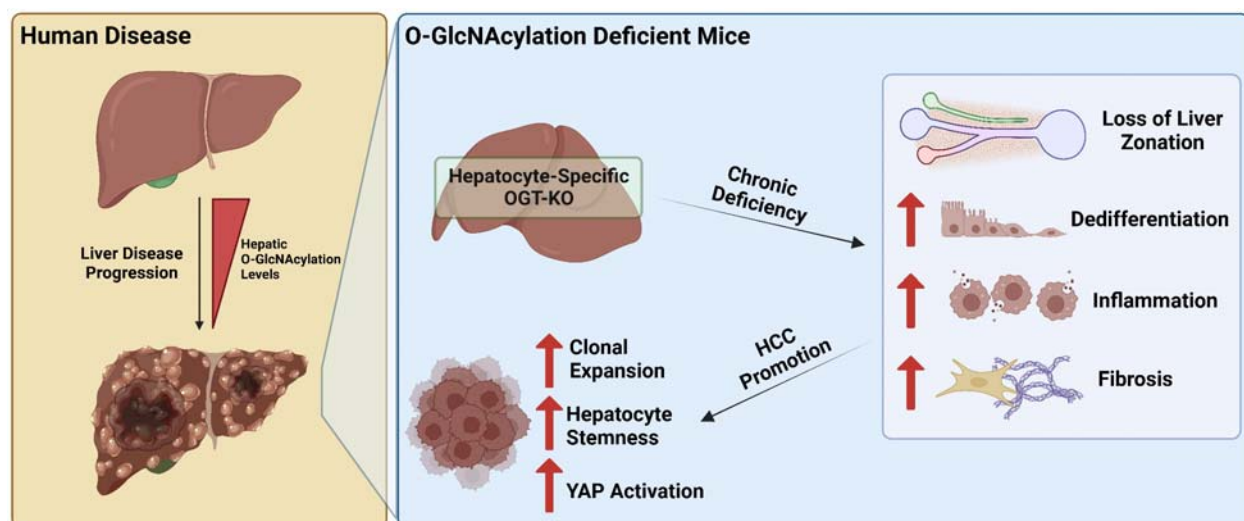 Human Disease
Liver Disease
Progression
Hepatic
O-GlcNAcylation
Levels
O-GlcNAcylation Deficient Mice
Hepatocyte-Specific
OGT-KO
Chronic
Deficiency
Loss of Liver
Zonation
Dedifferentiation
Inflammation
Fibrosis
HCC
Promotion
Clonal
Expansion
Hepatocyte
Stemness
YAP Activation